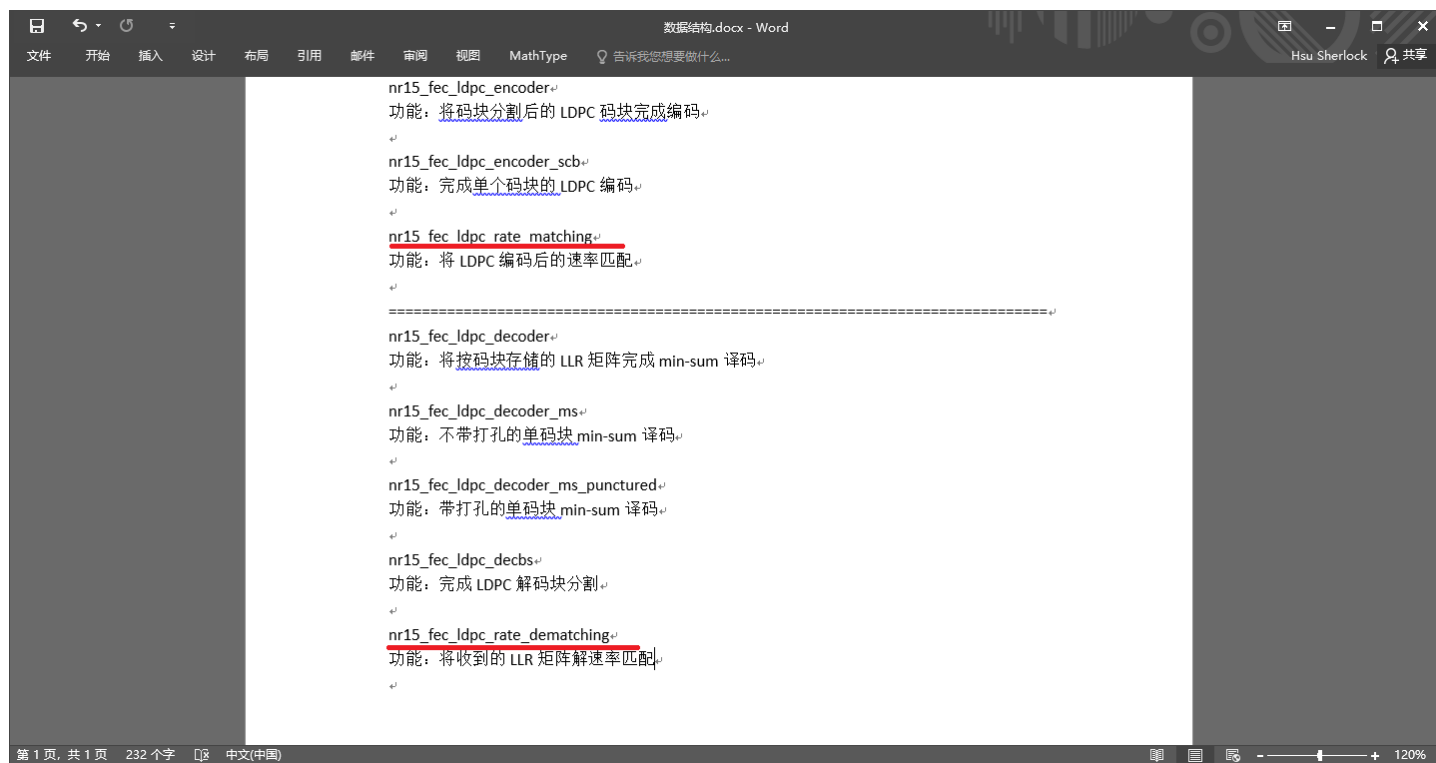 数据结构.docx - Word
文件 开始 插入 设计 布局 引用 邮件 审阅 视图 MathType 告诉我您想要做什么... Hsu Sherlock 共享
nr15_fec_ldpc_encoder
功能：将码块分割后的 LDPC 码块完成编码
nr15_fec_ldpc_encoder_scb
功能：完成单个码块的 LDPC 编码
nr15_fec_ldpc_rate_matching
功能：将 LDPC 编码后的速率匹配
===============================================================================
nr15_fec_ldpc_decoder
功能：将按码块存储的 LLR 矩阵完成 min-sum 译码
nr15_fec_ldpc_decoder_ms
功能：不带打孔的单码块 min-sum 译码
nr15_fec_ldpc_decoder_ms_punctured
功能：带打孔的单码块 min-sum 译码
nr15_fec_ldpc_decbs
功能：完成 LDPC 解码块分割
nr15_fec_ldpc_rate_dematching
功能：将收到的 LLR 矩阵解速率匹配
第 1 页，共 1 页 232 个字 中文(中国) 120%